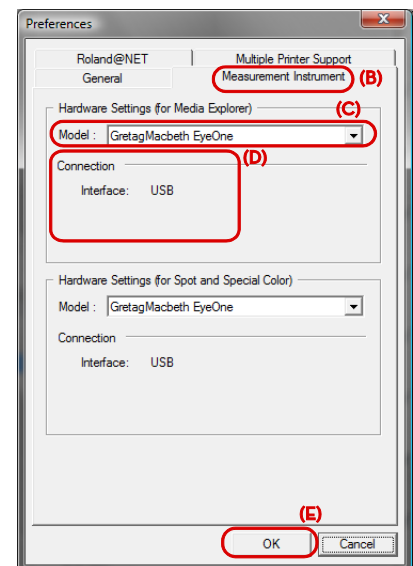 Preferences
Roland@NET Multiple Printer Support
General Measurement Instrument (B)
Hardware Settings (for Media Explorer) (C)
Model : GretagMacbeth EyeOne
Connection (D)
Interface: USB
Hardware Settings (for Spot and Special Color)
Model : GretagMacbeth EyeOne
Connection
Interface: USB
(E)
OK Cancel